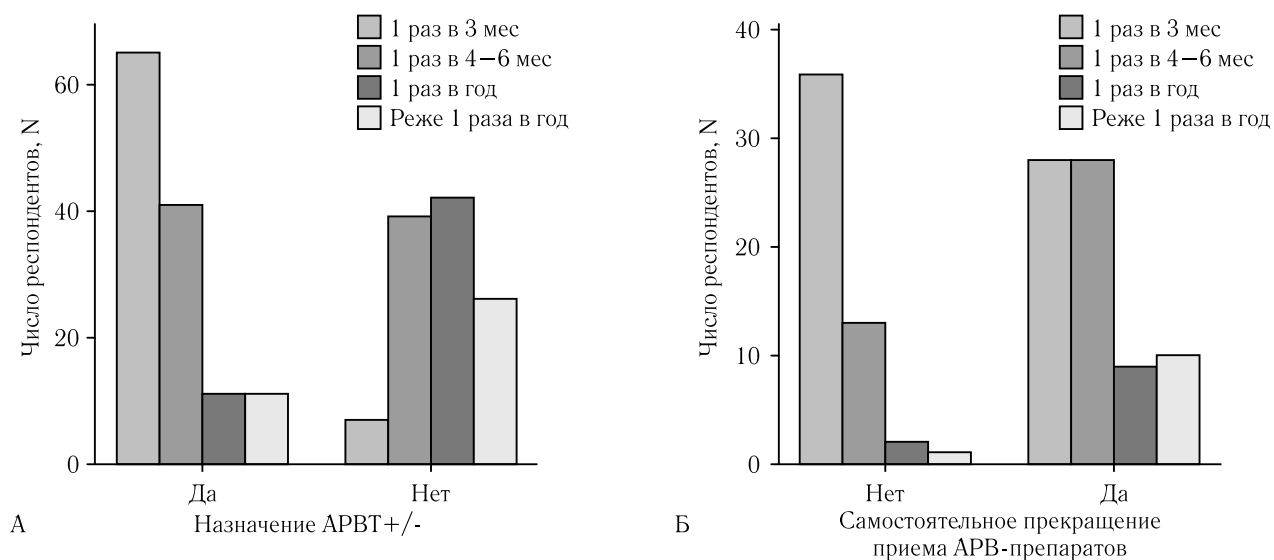 1 раз в 3 мес
1 раз в 4–6 мес
1 раз в год
Реже 1 раза в год
Число респондентов, N
60
40
20
0
Да
Нет
А
Назначение АРВТ+/-
1 раз в 3 мес
1 раз в 4–6 мес
1 раз в год
Реже 1 раза в год
Число респондентов, N
40
30
20
10
0
Нет
Да
Б
Самостоятельное прекращение
приема АРВ-препаратов